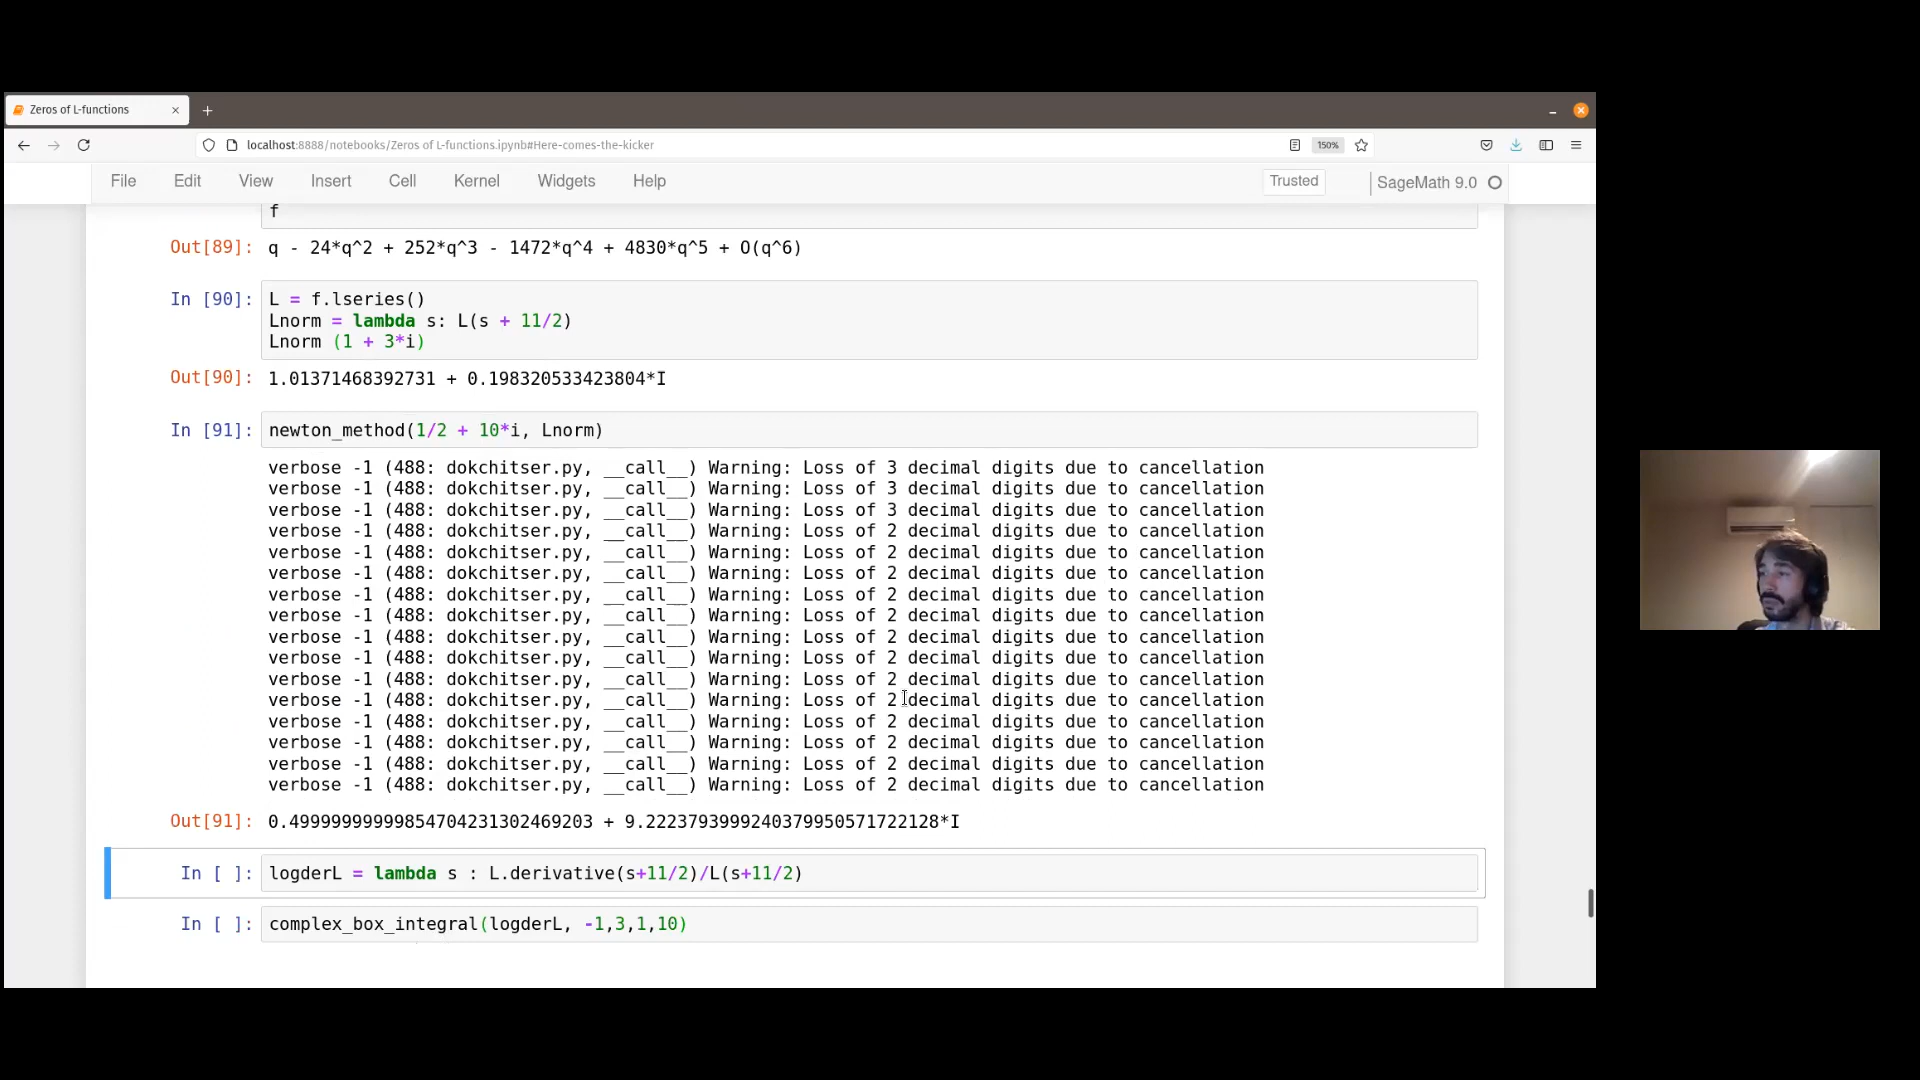 Zeros of L-functions
localhost:8888/notebooks/Zeros of L-functions.ipynb#Here-comes-the-kicker
150%
File Edit View Insert Cell Kernel Widgets Help
Trusted
SageMath 9.0
f
Out[89]: q - 24*q^2 + 252*q^3 - 1472*q^4 + 4830*q^5 + O(q^6)
In [90]: L = f.lseries()
Lnorm = lambda s: L(s + 11/2)
Lnorm (1 + 3*i)
Out[90]: 1.01371468392731 + 0.198320533423804*I
In [91]: newton_method(1/2 + 10*i, Lnorm)
verbose -1 (488: dokchitser.py, __call__) Warning: Loss of 3 decimal digits due to cancellation
verbose -1 (488: dokchitser.py, __call__) Warning: Loss of 3 decimal digits due to cancellation
verbose -1 (488: dokchitser.py, __call__) Warning: Loss of 3 decimal digits due to cancellation
verbose -1 (488: dokchitser.py, __call__) Warning: Loss of 2 decimal digits due to cancellation
verbose -1 (488: dokchitser.py, __call__) Warning: Loss of 2 decimal digits due to cancellation
verbose -1 (488: dokchitser.py, __call__) Warning: Loss of 2 decimal digits due to cancellation
verbose -1 (488: dokchitser.py, __call__) Warning: Loss of 2 decimal digits due to cancellation
verbose -1 (488: dokchitser.py, __call__) Warning: Loss of 2 decimal digits due to cancellation
verbose -1 (488: dokchitser.py, __call__) Warning: Loss of 2 decimal digits due to cancellation
verbose -1 (488: dokchitser.py, __call__) Warning: Loss of 2 decimal digits due to cancellation
verbose -1 (488: dokchitser.py, __call__) Warning: Loss of 2 decimal digits due to cancellation
verbose -1 (488: dokchitser.py, __call__) Warning: Loss of 2 decimal digits due to cancellation
verbose -1 (488: dokchitser.py, __call__) Warning: Loss of 2 decimal digits due to cancellation
verbose -1 (488: dokchitser.py, __call__) Warning: Loss of 2 decimal digits due to cancellation
verbose -1 (488: dokchitser.py, __call__) Warning: Loss of 2 decimal digits due to cancellation
verbose -1 (488: dokchitser.py, __call__) Warning: Loss of 2 decimal digits due to cancellation
Out[91]: 0.49999999999854704231302469203 + 9.2223793999240379950571722128*I
In [ ]: logderL = lambda s : L.derivative(s+11/2)/L(s+11/2)
In [ ]: complex_box_integral(logderL, -1,3,1,10)